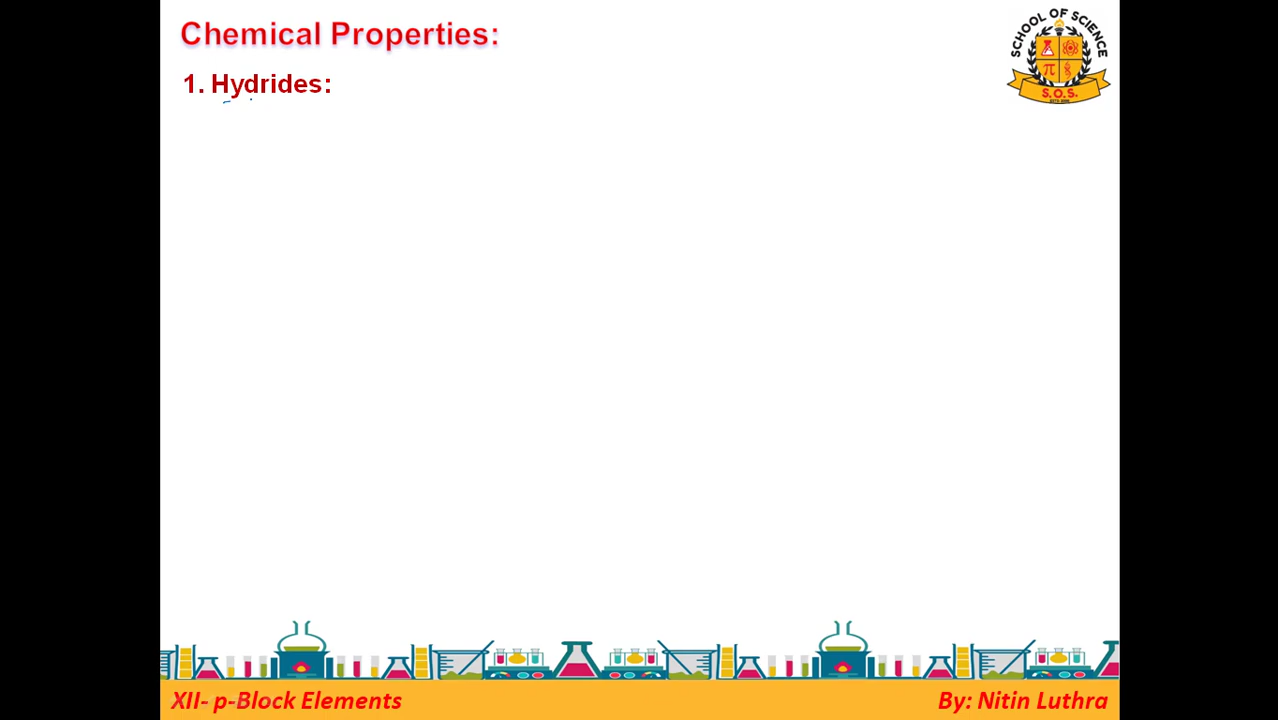 Chemical Properties:
SCHOOL OF SCIENCE
π
S.O.S.
1. Hydrides:
XII- p-Block Elements
By: Nitin Luthra